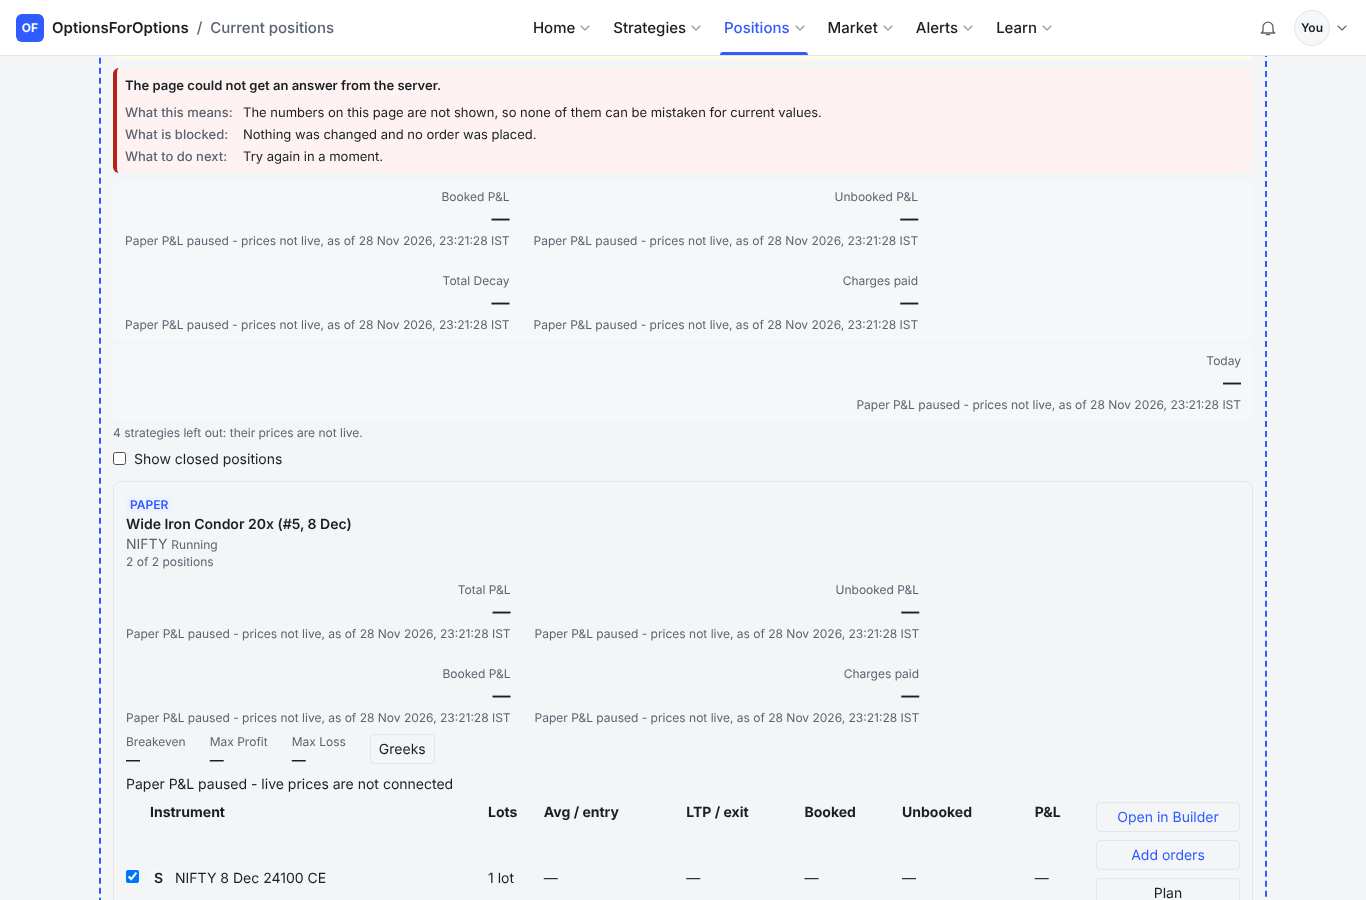 OF OptionsForOptions / Current positions Home Strategies Positions Market Alerts Learn You
The page could not get an answer from the server.
What this means: The numbers on this page are not shown, so none of them can be mistaken for current values.
What is blocked: Nothing was changed and no order was placed.
What to do next: Try again in a moment.
Booked P&L Unbooked P&L
— —
Paper P&L paused - prices not live, as of 28 Nov 2026, 23:21:28 IST Paper P&L paused - prices not live, as of 28 Nov 2026, 23:21:28 IST
Total Decay Charges paid
— —
Paper P&L paused - prices not live, as of 28 Nov 2026, 23:21:28 IST Paper P&L paused - prices not live, as of 28 Nov 2026, 23:21:28 IST
Today
—
Paper P&L paused - prices not live, as of 28 Nov 2026, 23:21:28 IST
4 strategies left out: their prices are not live.
Show closed positions
PAPER
Wide Iron Condor 20x (#5, 8 Dec)
NIFTY Running
2 of 2 positions
Total P&L Unbooked P&L
— —
Paper P&L paused - prices not live, as of 28 Nov 2026, 23:21:28 IST Paper P&L paused - prices not live, as of 28 Nov 2026, 23:21:28 IST
Booked P&L Charges paid
— —
Paper P&L paused - prices not live, as of 28 Nov 2026, 23:21:28 IST Paper P&L paused - prices not live, as of 28 Nov 2026, 23:21:28 IST
Breakeven Max Profit Max Loss Greeks
— — —
Paper P&L paused - live prices are not connected
Instrument Lots Avg / entry LTP / exit Booked Unbooked P&L Open in Builder
Add orders
S NIFTY 8 Dec 24100 CE 1 lot — — — — —
Plan